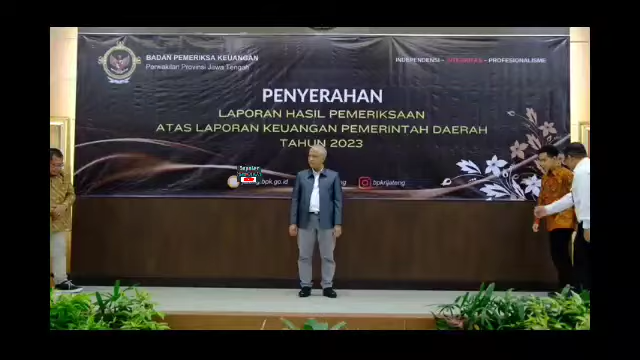 BADAN PEMERIKSA KEUANGAN
Perwakilan Provinsi Jawa Tengah
INDEPENDENSI – INTEGRITAS – PROFESIONALISME
PENYERAHAN
LAPORAN HASIL PEMERIKSAAN
ATAS LAPORAN KEUANGAN PEMERINTAH DAERAH
TAHUN 2023
.bpk.go.id
bpkrijateng